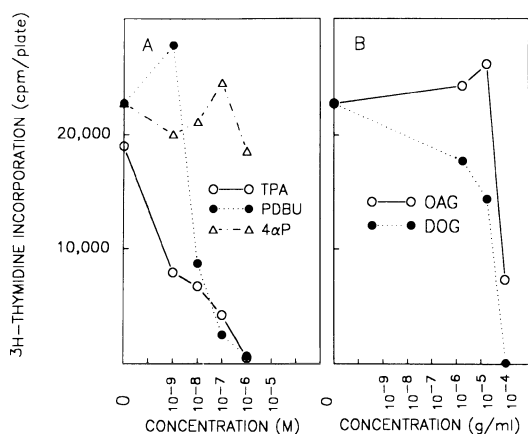 3H-THYMIDINE INCORPORATION (cpm/plate)
20,000
10,000
A
TPA
PDBU
4αP
0
10-9
10-8
10-7
10-6
10-5
CONCENTRATION (M)
B
OAG
DOG
0
10-9
10-8
10-7
10-6
10-5
10-4
CONCENTRATION (g/ml)